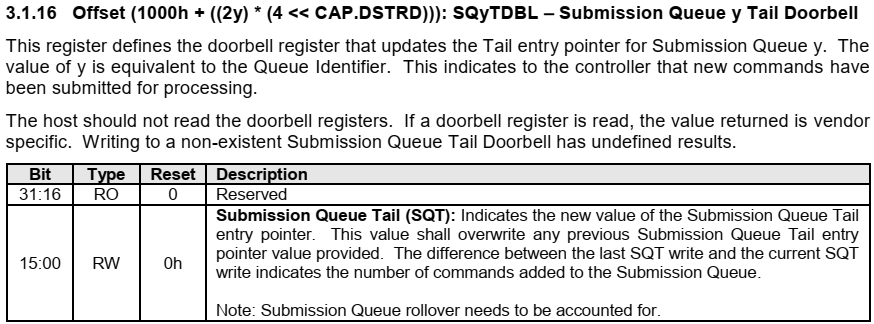 3.1.16 Offset (1000h + ((2y) * (4 << CAP.DSTRD))): SQyTDBL – Submission Queue y Tail Doorbell
This register defines the doorbell register that updates the Tail entry pointer for Submission Queue y. The
value of y is equivalent to the Queue Identifier. This indicates to the controller that new commands have
been submitted for processing.
The host should not read the doorbell registers. If a doorbell register is read, the value returned is vendor
specific. Writing to a non-existent Submission Queue Tail Doorbell has undefined results.
Bit Type Reset Description
31:16 RO 0 Reserved
15:00 RW 0h
Submission Queue Tail (SQT): Indicates the new value of the Submission Queue Tail
entry pointer. This value shall overwrite any previous Submission Queue Tail entry
pointer value provided. The difference between the last SQT write and the current SQT
write indicates the number of commands added to the Submission Queue.
Note: Submission Queue rollover needs to be accounted for.